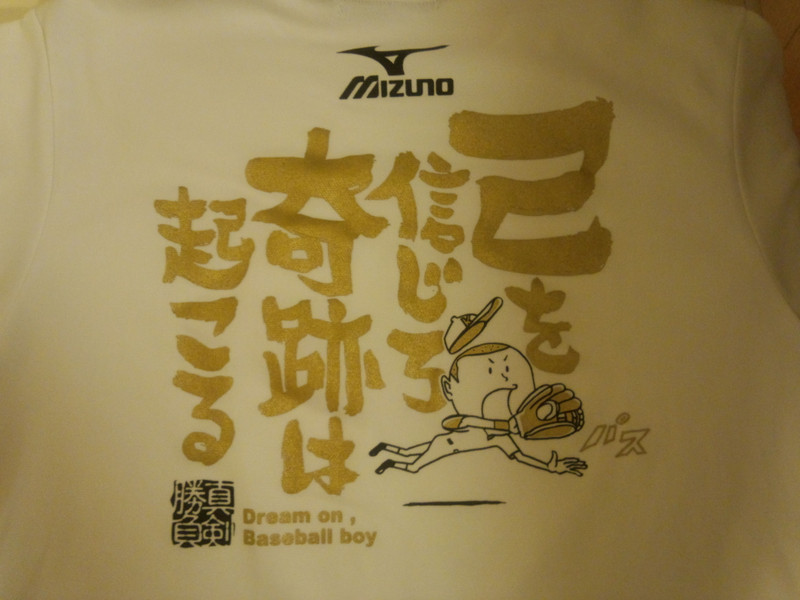 MIZUNO
己を
信じろ
奇跡は
起こる
パス
真剣
勝負
Dream on ,
Baseball boy